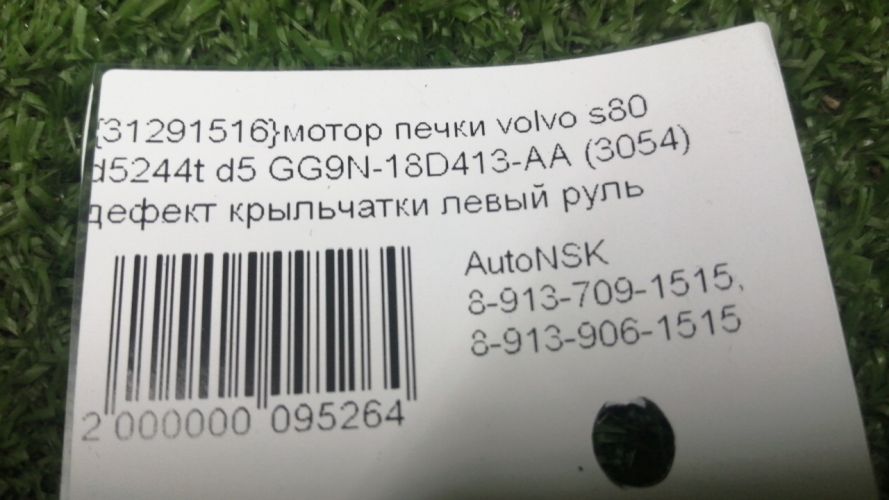 {31291516}мотор печки volvo s80
d5244t d5 GG9N-18D413-AA (3054)
дефект крыльчатки левый руль
AutoNSK
8-913-709-1515,
8-913-906-1515
2 000000 095264